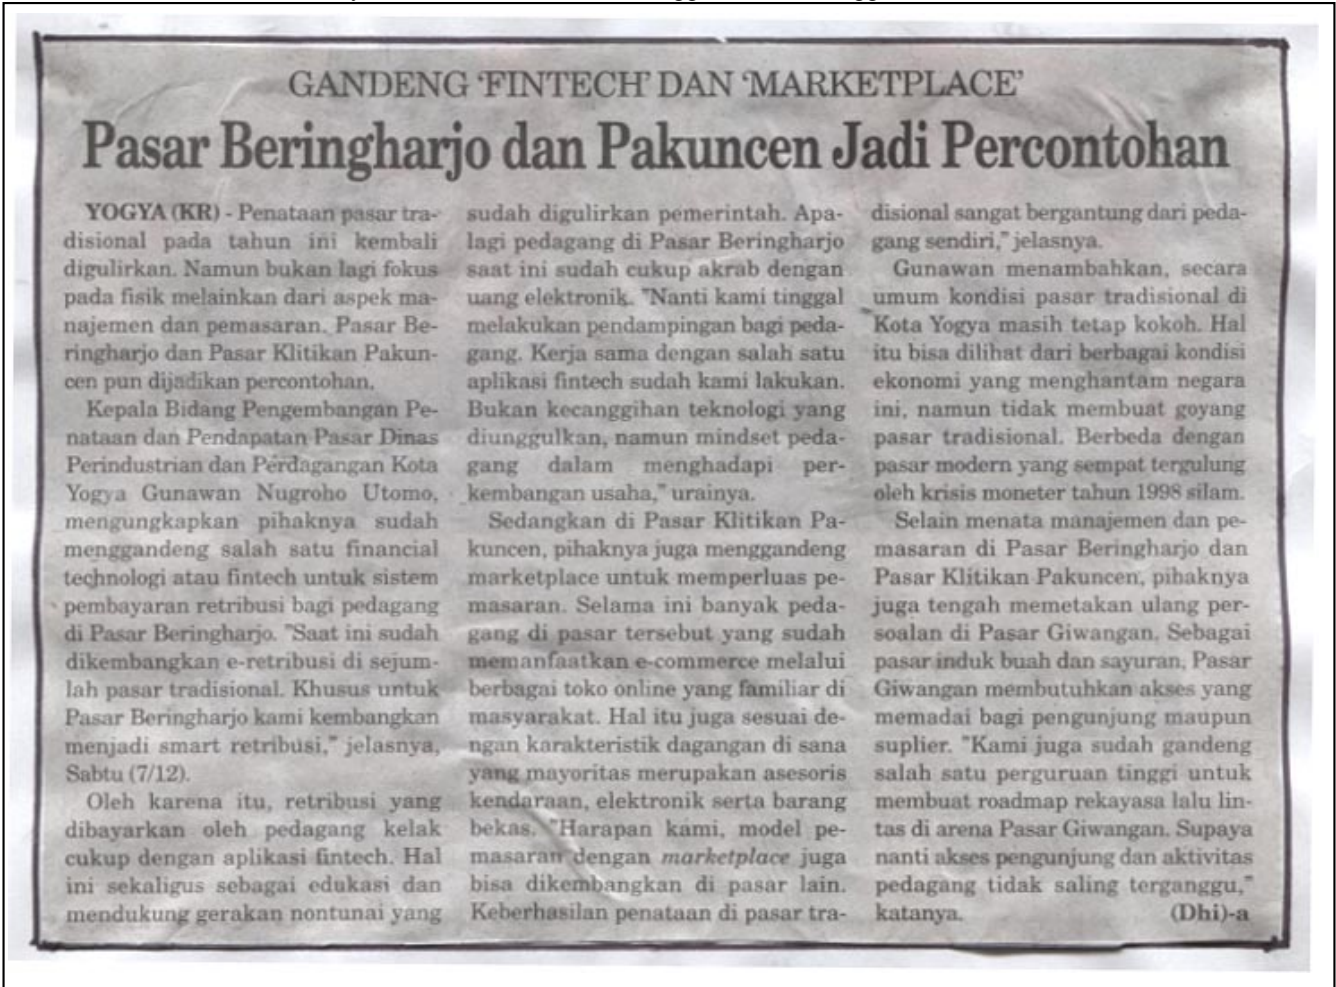 GANDENG 'FINTECH' DAN 'MARKETPLACE'
Pasar Beringharjo dan Pakuncen Jadi Percontohan
YOGYA (KR) - Penataan pasar tra-
disional pada tahun ini kembali
digulirkan. Namun bukan lagi fokus
pada fisik melainkan dari aspek ma-
najemen dan pemasaran. Pasar Be-
ringharjo dan Pasar Klitikan Pakun-
cen pun dijadikan percontohan.
Kepala Bidang Pengembangan Pe-
nataan dan Pendapatan Pasar Dinas
Perindustrian dan Perdagangan Kota
Yogya Gunawan Nugroho Utomo,
mengungkapkan pihaknya sudah
menggandeng salah satu financial
technologi atau fintech untuk sistem
pembayaran retribusi bagi pedagang
di Pasar Beringharjo. "Saat ini sudah
dikembangkan e-retribusi di sejum-
lah pasar tradisional. Khusus untuk
Pasar Beringharjo kami kembangkan
menjadi smart retribusi," jelasnya,
Sabtu (7/12).
Oleh karena itu, retribusi yang
dibayarkan oleh pedagang kelak
cukup dengan aplikasi fintech. Hal
ini sekaligus sebagai edukasi dan
mendukung gerakan nontunai yang
sudah digulirkan pemerintah. Apa-
lagi pedagang di Pasar Beringharjo
saat ini sudah cukup akrab dengan
uang elektronik. "Nanti kami tinggal
melakukan pendampingan bagi peda-
gang. Kerja sama dengan salah satu
aplikasi fintech sudah kami lakukan.
Bukan kecanggihan teknologi yang
diunggulkan, namun mindset peda-
gang dalam menghadapi per-
kembangan usaha," urainya.
Sedangkan di Pasar Klitikan Pa-
kuncen, pihaknya juga menggandeng
marketplace untuk memperluas pe-
masaran. Selama ini banyak peda-
gang di pasar tersebut yang sudah
memanfaatkan e-commerce melalui
berbagai toko online yang familiar di
masyarakat. Hal itu juga sesuai de-
ngan karakteristik dagangan di sana
yang mayoritas merupakan asesoris
kendaraan, elektronik serta barang
bekas. "Harapan kami, model pe-
masaran dengan marketplace juga
bisa dikembangkan di pasar lain.
Keberhasilan penataan di pasar tra-
disional sangat bergantung dari peda-
gang sendiri," jelasnya.
Gunawan menambahkan, secara
umum kondisi pasar tradisional di
Kota Yogya masih tetap kokoh. Hal
itu bisa dilihat dari berbagai kondisi
ekonomi yang menghantam negara
ini, namun tidak membuat goyang
pasar tradisional. Berbeda dengan
pasar modern yang sempat tergulung
oleh krisis moneter tahun 1998 silam.
Selain menata manajemen dan pe-
masaran di Pasar Beringharjo dan
Pasar Klitikan Pakuncen, pihaknya
juga tengah memetakan ulang per-
soalan di Pasar Giwangan. Sebagai
pasar induk buah dan sayuran, Pasar
Giwangan membutuhkan akses yang
memadai bagi pengunjung maupun
suplier. "Kami juga sudah gandeng
salah satu perguruan tinggi untuk
membuat roadmap rekayasa lalu lin-
tas di arena Pasar Giwangan. Supaya
nanti akses pengunjung dan aktivitas
pedagang tidak saling terganggu,"
katanya. (Dhi)-a